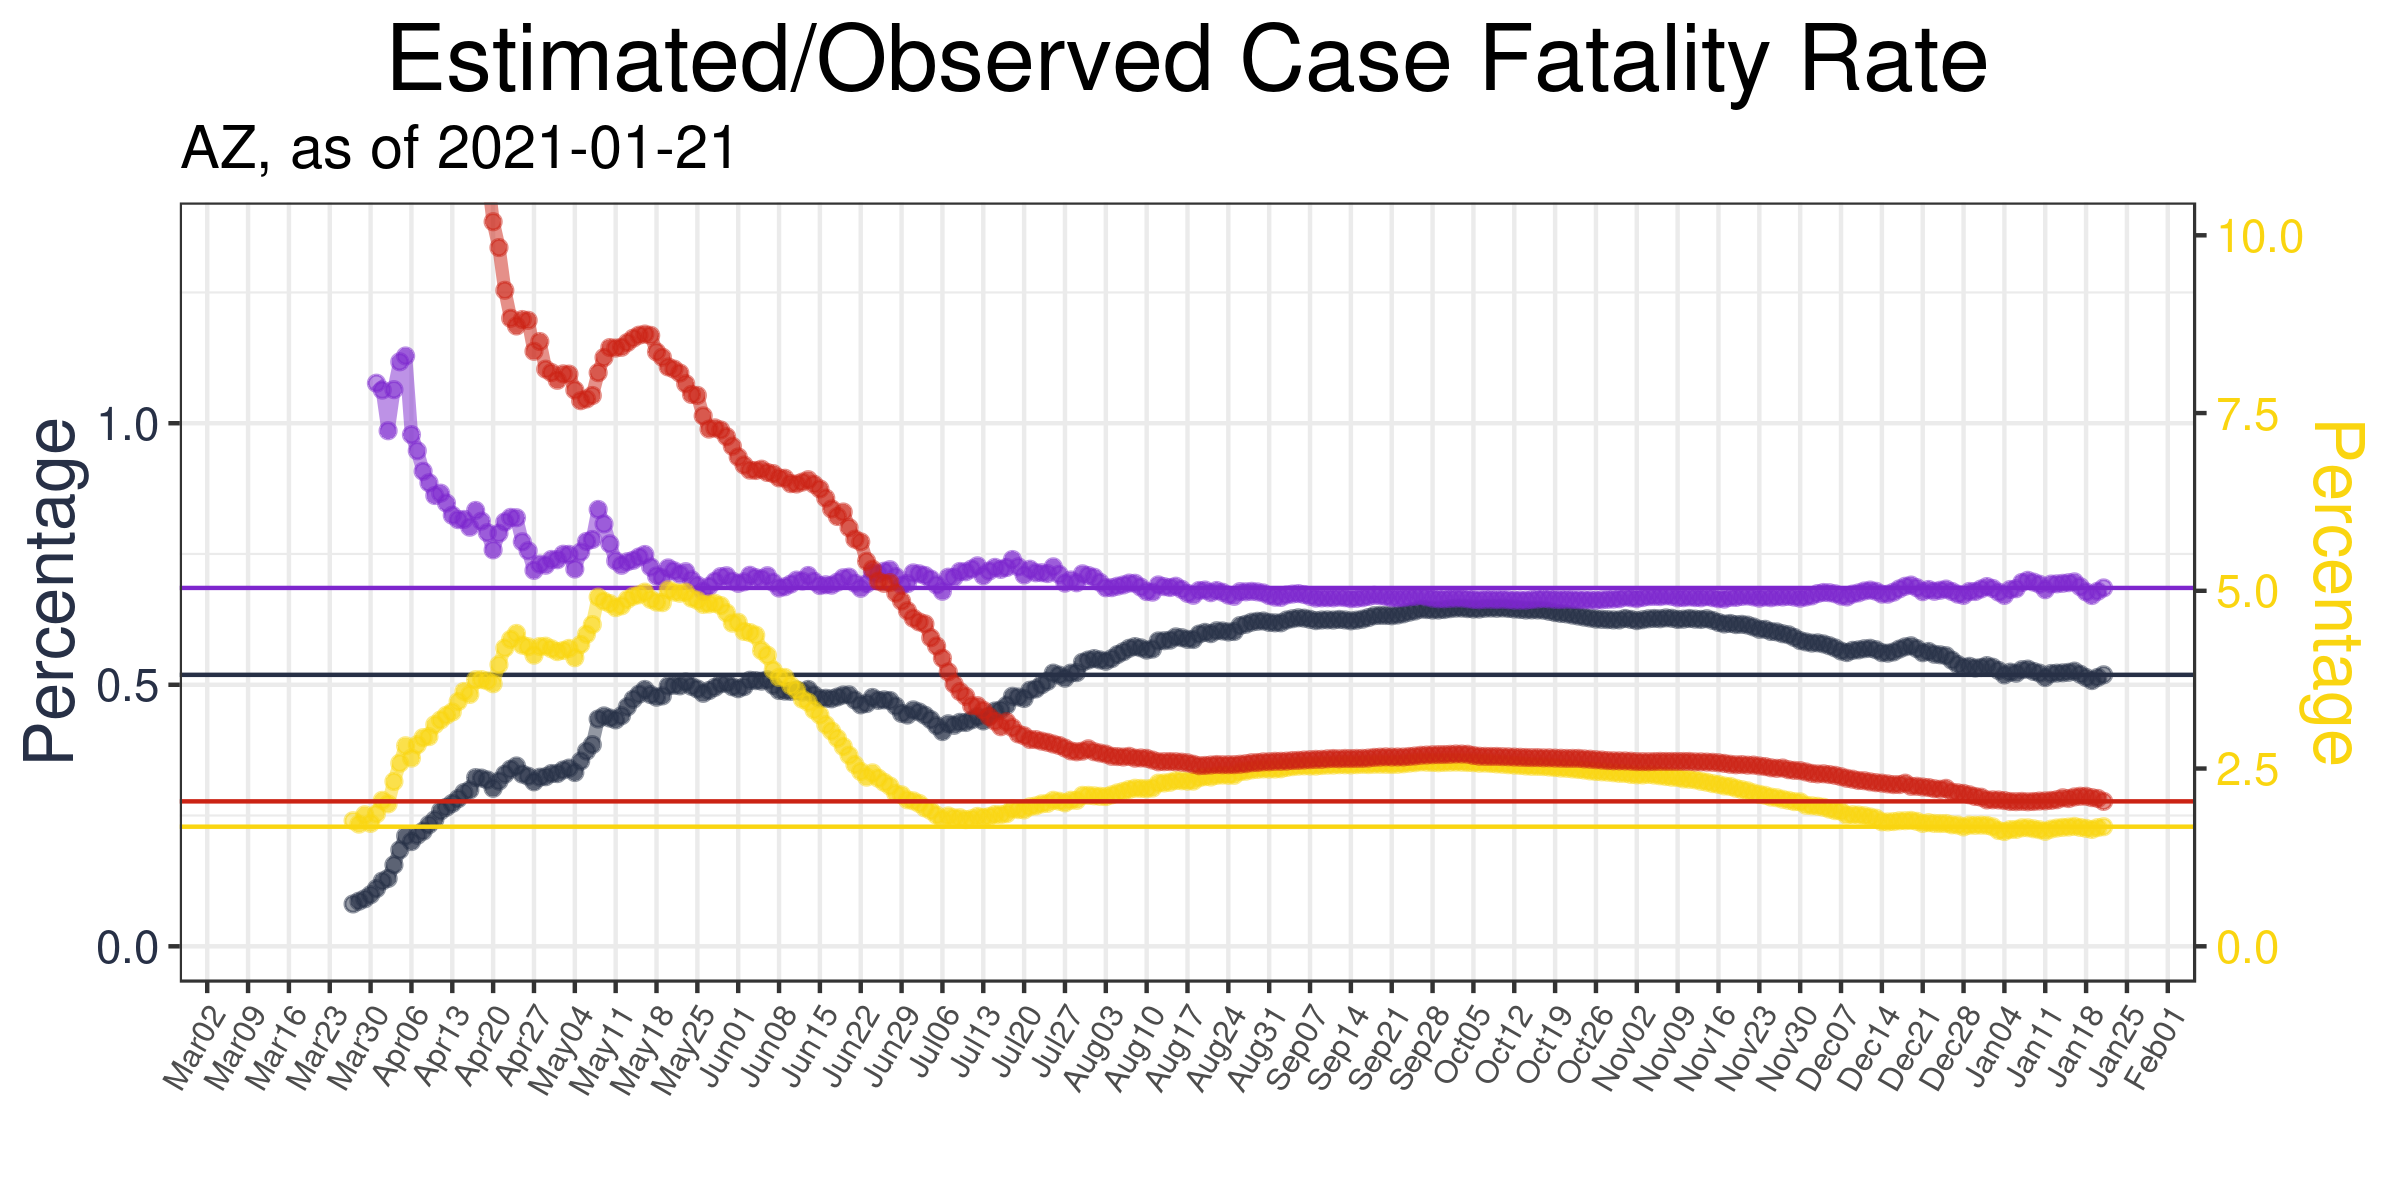 Estimated/Observed Case Fatality Rate
AZ, as of 2021-01-21
Percentage
1.0
0.5
0.0
10.0
7.5
5.0
2.5
0.0
Percentage
Mar02
Mar09
Mar16
Mar23
Mar30
Apr06
Apr13
Apr20
Apr27
May04
May11
May18
May25
Jun01
Jun08
Jun15
Jun22
Jun29
Jul06
Jul13
Jul20
Jul27
Aug03
Aug10
Aug17
Aug24
Aug31
Sep07
Sep14
Sep21
Sep28
Oct05
Oct12
Oct19
Oct26
Nov02
Nov09
Nov16
Nov23
Nov30
Dec07
Dec14
Dec21
Dec28
Jan04
Jan11
Jan18
Jan25
Feb01